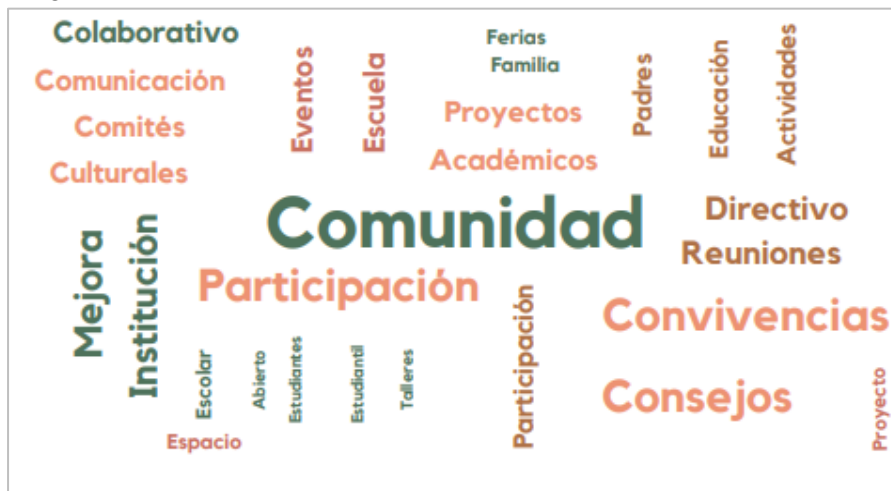 Colaborativo
Comunicación
Comités
Culturales
Eventos
Escuela
Ferias
Familia
Proyectos
Académicos
Padres
Educación
Actividades
Comunidad
Directivo
Reuniones
Mejora
Institución
Participación
Convivencias
Consejos
Escolar
Abierto
Estudiantes
Estudiantil
Talleres
Espacio
Participación
Proyecto